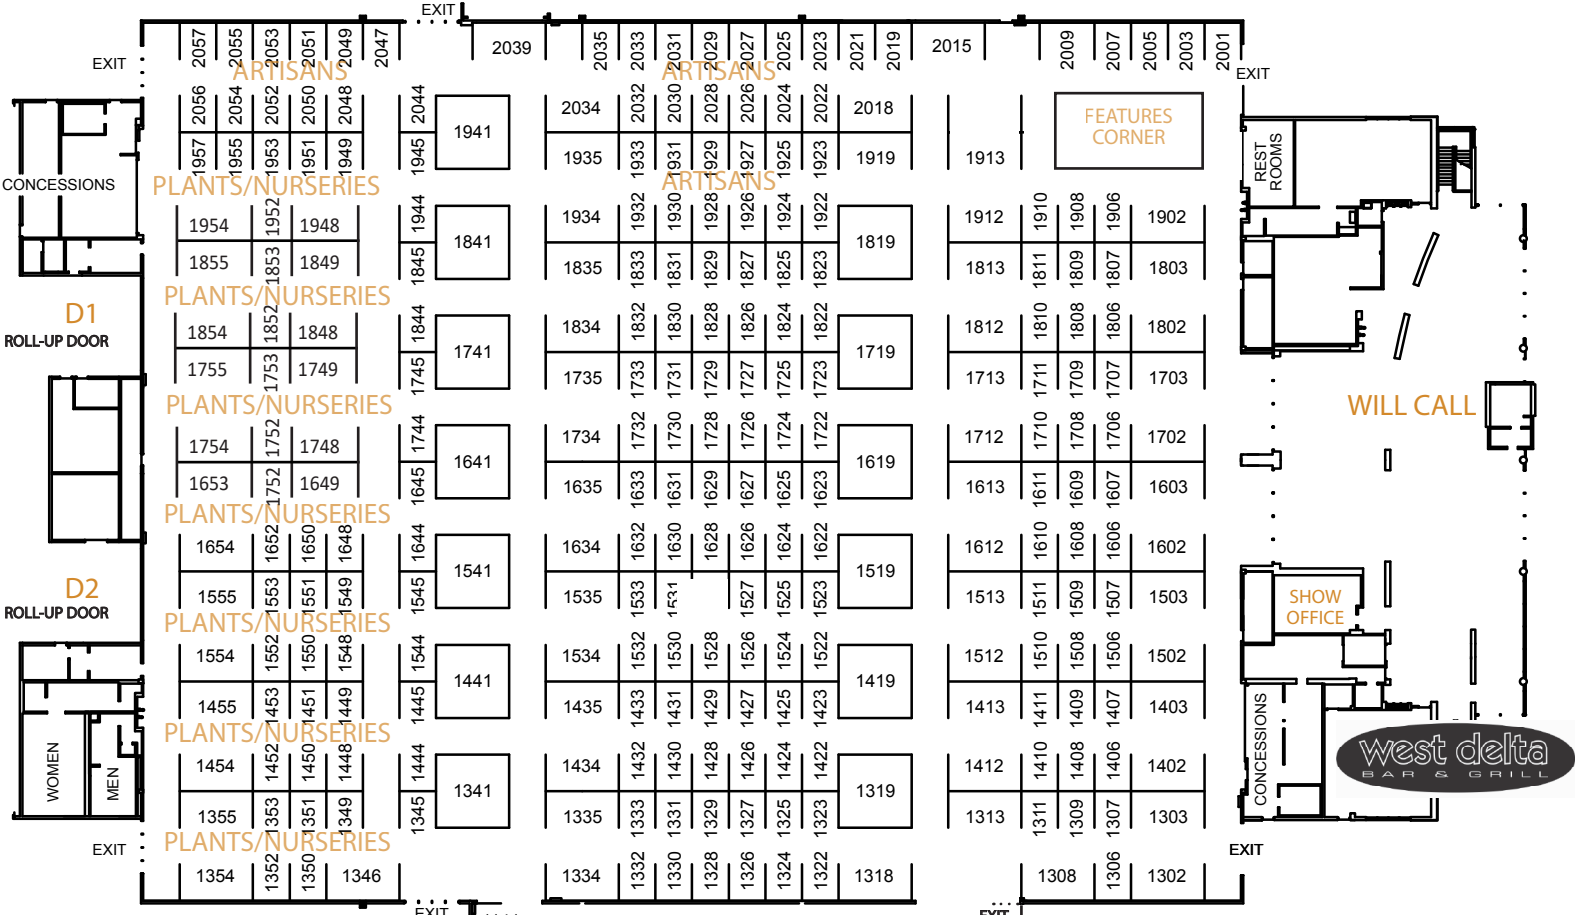 EXIT
2057 2055 2053 2051 2049 2047 2039 2035 2033 2031 2029 2027 2025 2023 2021 2019 2015 2009 2007 2005 2003 2001
EXIT
ARTISANS ARTISANS
EXIT
2056 2054 2052 2050 2048 2044 1941 2034 2032 2030 2028 2026 2024 2022 2018 FEATURES
CORNER
1957 1955 1953 1951 1949 1945 1935 1933 1931 1929 1927 1925 1923 1919 1913
REST
ROOMS
CONCESSIONS
PLANTS/NURSERIES ARTISANS
1954 1952 1948 1944 1841 1934 1932 1930 1928 1926 1924 1922 1819 1912 1910 1908 1906 1902
1855 1853 1849 1845 1835 1833 1831 1829 1827 1825 1823 1813 1811 1809 1807 1803
PLANTS/NURSERIES
D1
ROLL-UP DOOR
1854 1852 1848 1844 1741 1834 1832 1830 1828 1826 1824 1822 1719 1812 1810 1808 1806 1802
1755 1753 1749 1745 1735 1733 1731 1729 1727 1725 1723 1713 1711 1709 1707 1703
PLANTS/NURSERIES
WILL CALL
1754 1752 1748 1744 1641 1734 1732 1730 1728 1726 1724 1722 1619 1712 1710 1708 1706 1702
1653 1752 1649 1645 1635 1633 1631 1629 1627 1625 1623 1613 1611 1609 1607 1603
PLANTS/NURSERIES
1654 1652 1650 1648 1644 1541 1634 1632 1630 1628 1626 1624 1622 1519 1612 1610 1608 1606 1602
D2
ROLL-UP DOOR
1555 1553 1551 1549 1545 1535 1533 1531 1527 1525 1523 1513 1511 1509 1507 1503
SHOW
OFFICE
PLANTS/NURSERIES
1554 1552 1550 1548 1544 1441 1534 1532 1530 1528 1526 1524 1522 1419 1512 1510 1508 1506 1502
1455 1453 1451 1449 1445 1435 1433 1431 1429 1427 1425 1423 1413 1411 1409 1407 1403
PLANTS/NURSERIES
WOMEN
MEN
CONCESSIONS
west delta
BAR & GRILL
1454 1452 1450 1448 1444 1341 1434 1432 1430 1428 1426 1424 1422 1319 1412 1410 1408 1406 1402
1355 1353 1351 1349 1345 1335 1333 1331 1329 1327 1325 1323 1313 1311 1309 1307 1303
PLANTS/NURSERIES
EXIT
EXIT
1354 1352 1350 1346 1334 1332 1330 1328 1326 1324 1322 1318 1308 1306 1302
EXIT
EXIT